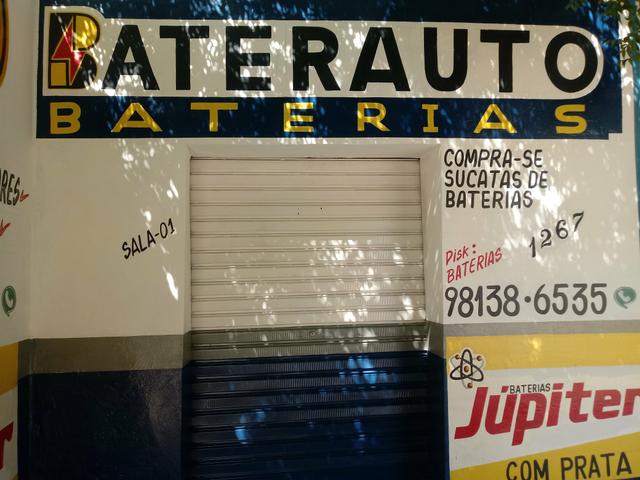 BATERAUTO
BATERIAS
COMPRA-SE
SUCATAS DE
BATERIAS
SALA-01
1267
Disk:
BATERIAS
98138·6535
BATERIAS
Júpiter
COM PRATA